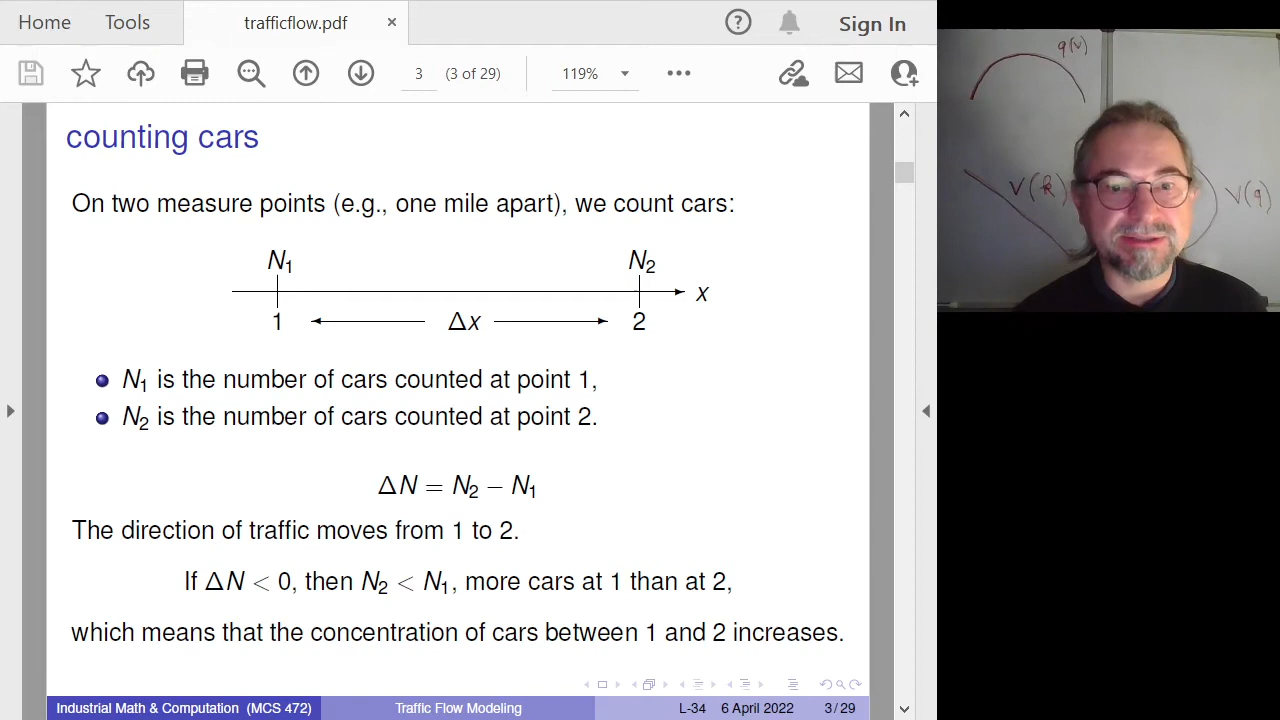 Home Tools trafficflow.pdf × Sign In
3 (3 of 29) 119%
counting cars
On two measure points (e.g., one mile apart), we count cars:
N₁ N₂
x
1 Δx 2
N₁ is the number of cars counted at point 1,
N₂ is the number of cars counted at point 2.
ΔN = N₂ − N₁
The direction of traffic moves from 1 to 2.
If ΔN < 0, then N₂ < N₁, more cars at 1 than at 2,
which means that the concentration of cars between 1 and 2 increases.
Industrial Math & Computation (MCS 472) Traffic Flow Modeling L-34 6 April 2022 3 / 29
q(v)
v(k) v(q)